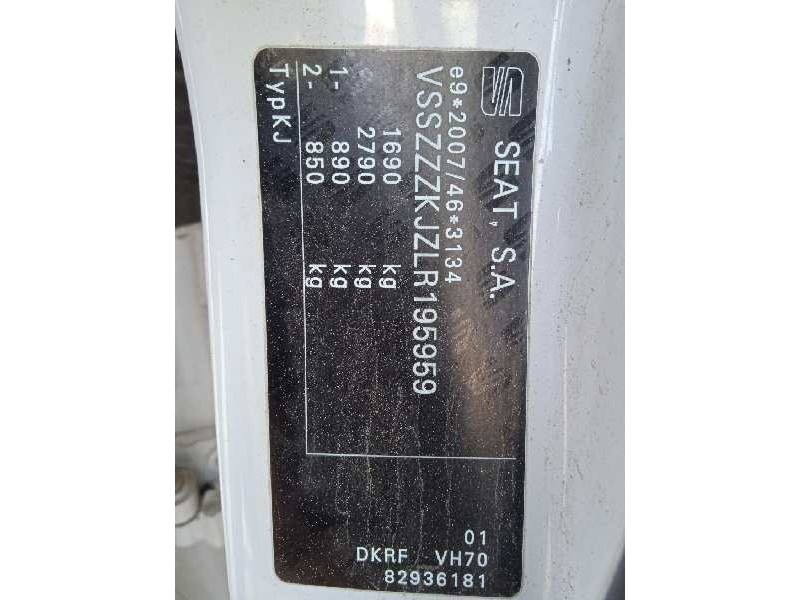 SEAT, S.A.
e9*2007/46*3134
VSSZZZKJZLR195959
1690 kg
2790 kg
1- 890 kg
2- 850 kg
TypKJ
01
DKRF VH70
82936181